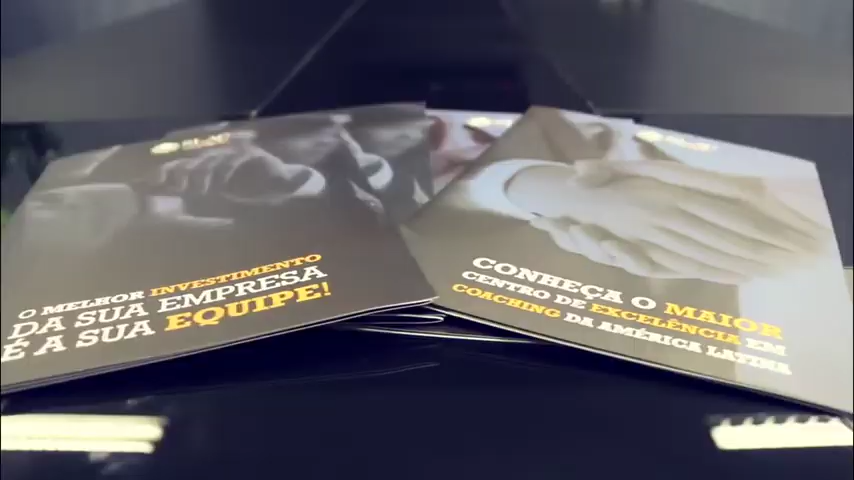 O MELHOR INVESTIMENTO
DA SUA EMPRESA
É A SUA EQUIPE!
CONHEÇA O MAIOR
CENTRO DE EXCELÊNCIA EM
COACHING DA AMÉRICA LATINA